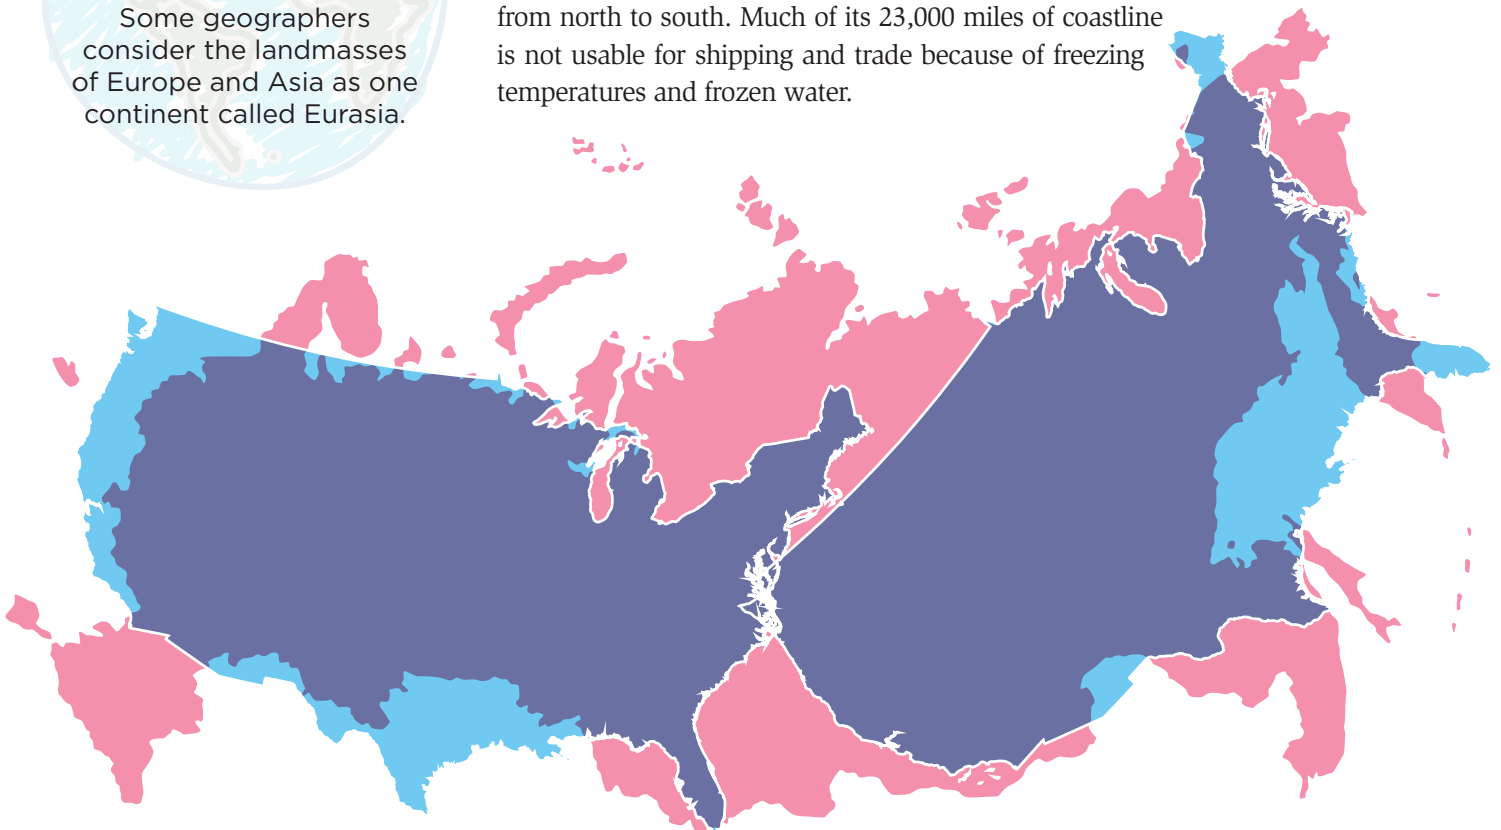 Some geographers
consider the landmasses
of Europe and Asia as one
continent called Eurasia.
from north to south. Much of its 23,000 miles of coastline
is not usable for shipping and trade because of freezing
temperatures and frozen water.